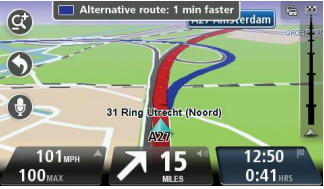 Alternative route: 1 min faster
A27 Amsterdam
31 Ring Utrecht (Noord)
A27
101 MPH
100 MAX
15
MILES
12:50
0:41 HRS